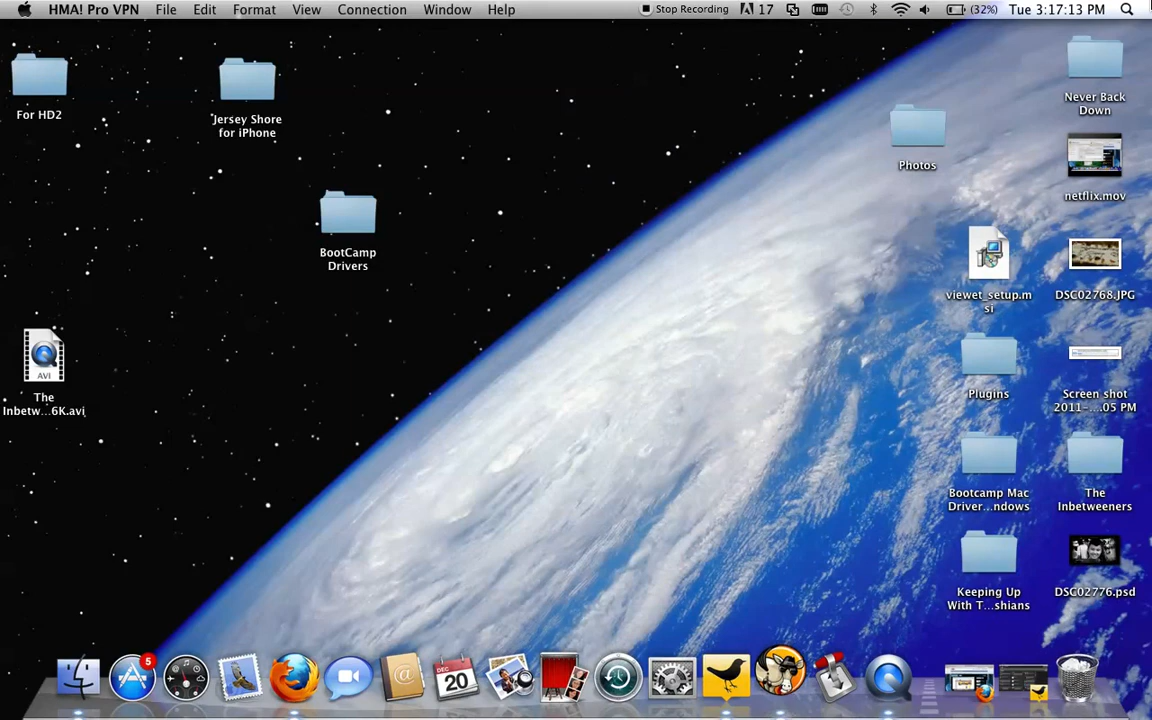 HMA! Pro VPN File Edit Format View Connection Window Help Stop Recording 17 (32%) Tue 3:17:13 PM
For HD2
Jersey Shore
for iPhone
BootCamp
Drivers
AVI
The
Inbetw...6K.avi
Photos
Never Back
Down
netflix.mov
viewet_setup.m
si
DSC02768.JPG
Plugins
Screen shot
2011-....05 PM
Bootcamp Mac
Driver...ndows
The
Inbetweeners
Keeping Up
With T...shians
DSC02776.psd
5
DEC
20